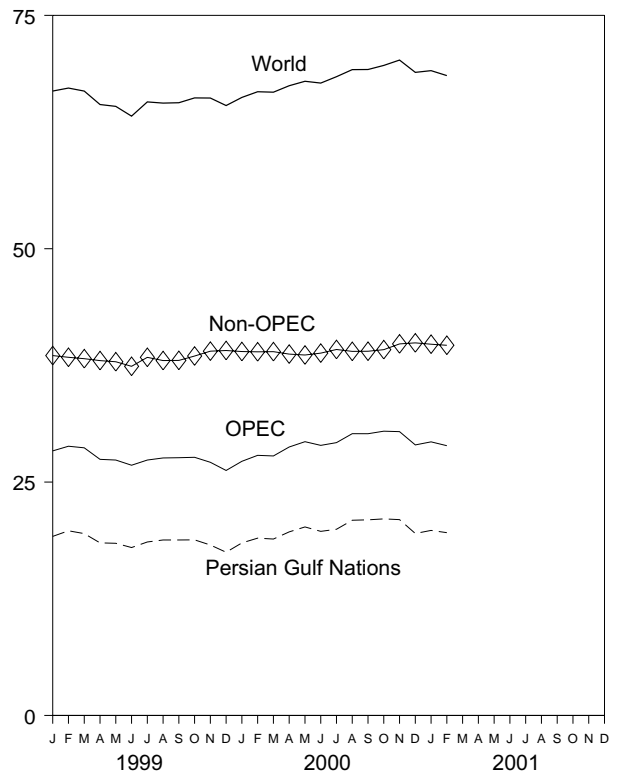 75
World
50
Non-OPEC
OPEC
25
Persian Gulf Nations
0
J F M A M J J A S O N D J F M A M J J A S O N D J F M A M J J A S O N D
1999 2000 2001